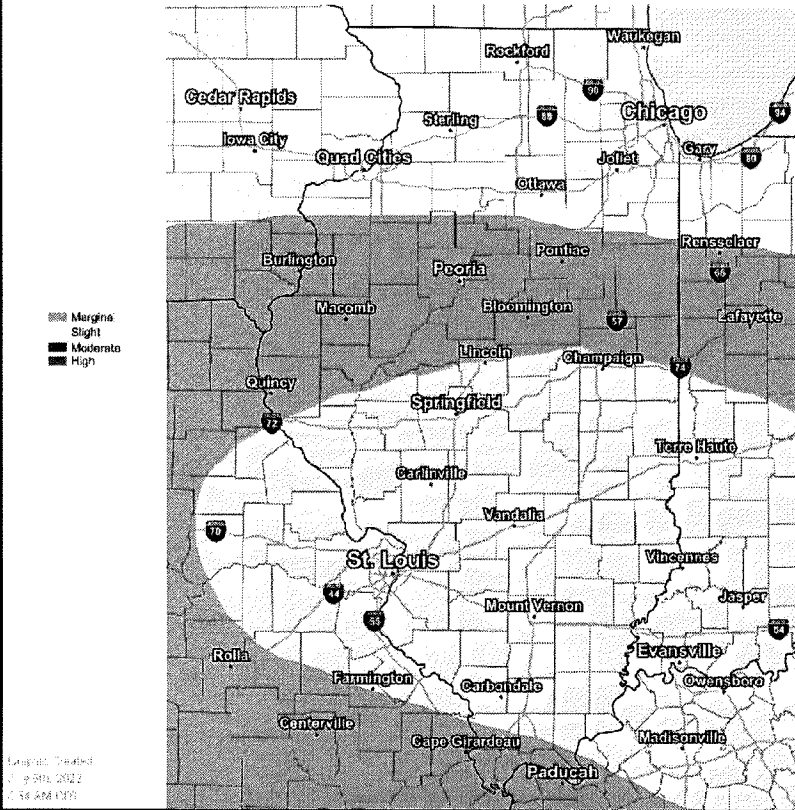 Waukegan
Rockford
90
Cedar Rapids
Chicago
88
94
Sterling
Iowa City
Gary
Quad Cities
Joliet
80
Ottawa
Rensselaer
Pontiac
Burlington
Peoria
65
Macomb
Bloomington
57
Lafayette
Marginal
Slight
Moderate
High
Lincoln
Champaign
74
Quincy
Springfield
72
Terre Haute
Carlinville
Vandalia
70
St. Louis
Vincennes
44
Jasper
Mount Vernon
55
64
Rolla
Evansville
Farmington
Carbondale
Owensboro
Centerville
Cape Girardeau
Madisonville
Paducah